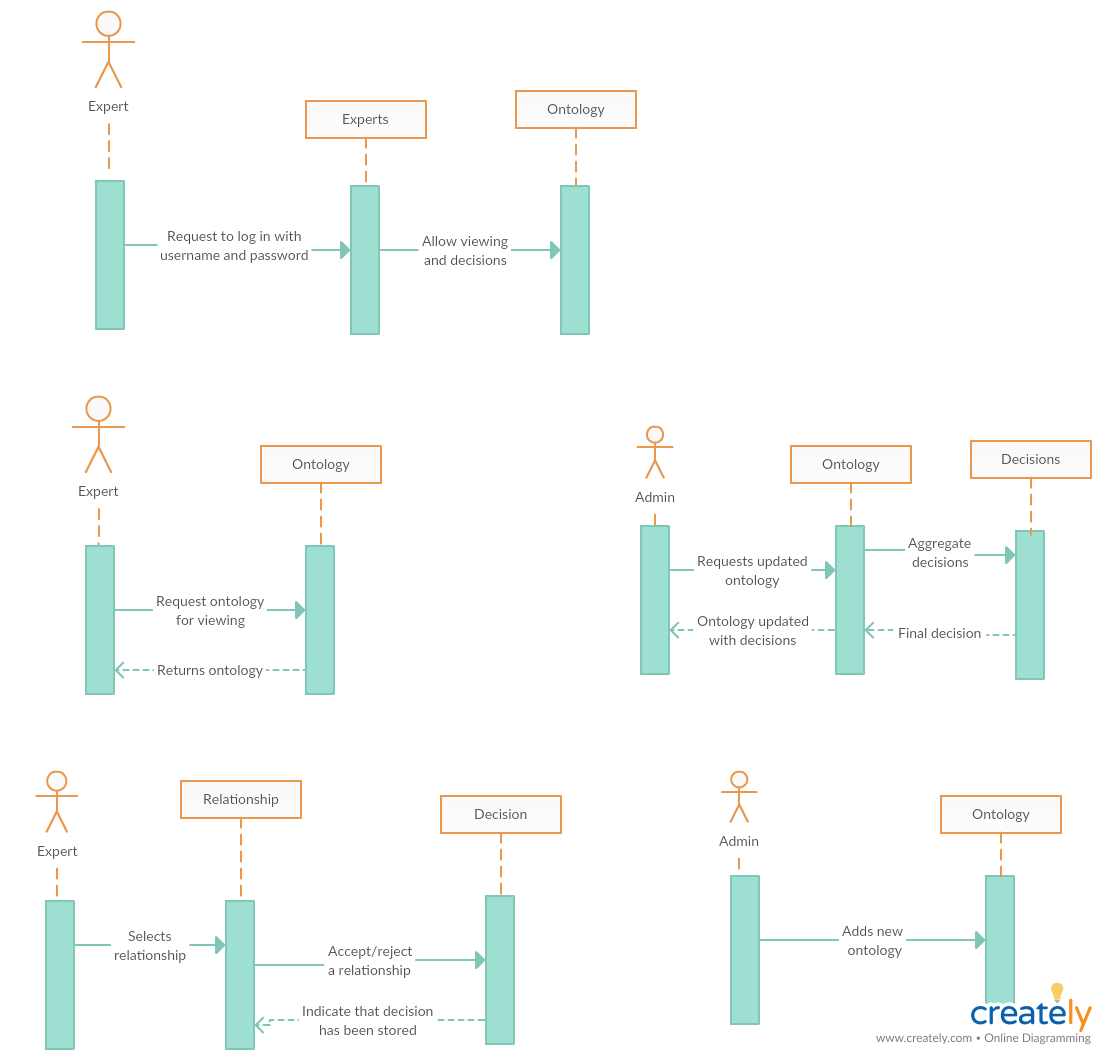 Expert
Experts
Ontology
Request to log in with
username and password
Allow viewing
and decisions
Expert
Ontology
Request ontology
for viewing
Returns ontology
Admin
Ontology
Decisions
Requests updated
ontology
Aggregate
decisions
Ontology updated
with decisions
Final decision
Expert
Relationship
Decision
Selects
relationship
Accept/reject
a relationship
Indicate that decision
has been stored
Admin
Ontology
Adds new
ontology
creately
www.creately.com • Online Diagramming